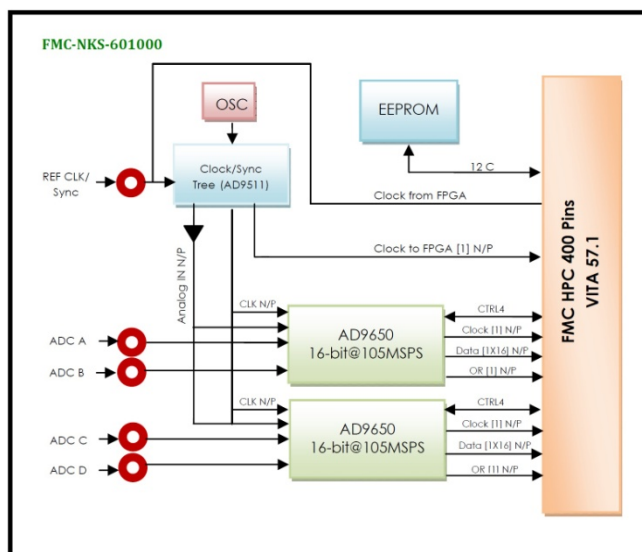 FMC-NKS-601000
OSC
EEPROM
REF CLK/
Sync
Clock/Sync
Tree (AD9511)
12 C
Clock from FPGA
Clock to FPGA [1] N/P
Analog IN N/P
FMC HPC 400 Pins
VITA 57.1
CLK N/P
ADC A
ADC B
AD9650
16-bit@105MSPS
CTRL4
Clock [1] N/P
Data [1X16] N/P
OR [1] N/P
CLK N/P
ADC C
ADC D
AD9650
16-bit@105MSPS
CTRL4
Clock [1] N/P
Data [1X16] N/P
OR [1] N/P